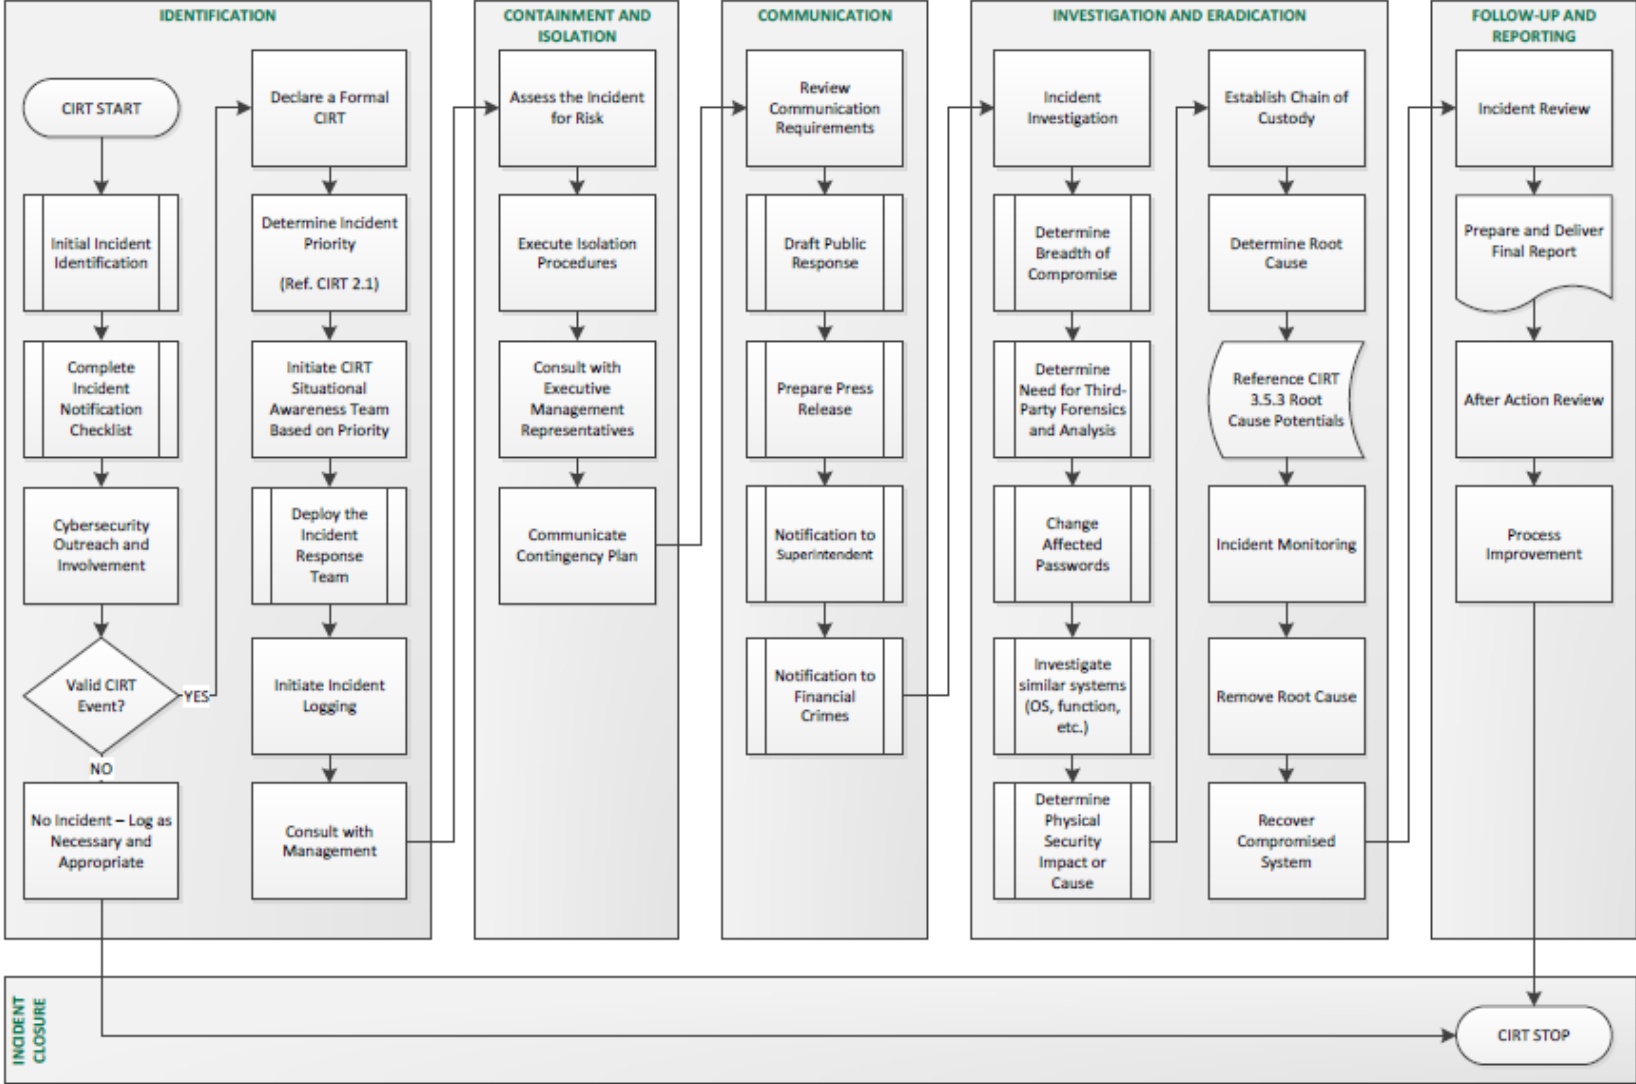 IDENTIFICATION
CIRT START
Initial Incident
Identification
Complete
Incident
Notification
Checklist
Cybersecurity
Outreach and
Involvement
Valid CIRT
Event?
YES
NO
No Incident – Log as
Necessary and
Appropriate
Declare a Formal
CIRT
Determine Incident
Priority
(Ref. CIRT 2.1)
Initiate CIRT
Situational
Awareness Team
Based on Priority
Deploy the
Incident
Response
Team
Initiate Incident
Logging
Consult with
Management
CONTAINMENT AND
ISOLATION
Assess the Incident
for Risk
Execute Isolation
Procedures
Consult with
Executive
Management
Representatives
Communicate
Contingency Plan
COMMUNICATION
Review
Communication
Requirements
Draft Public
Response
Prepare Press
Release
Notification to
Superintendent
Notification to
Financial
Crimes
INVESTIGATION AND ERADICATION
Incident
Investigation
Determine
Breadth of
Compromise
Determine
Need for Third-
Party Forensics
and Analysis
Change
Affected
Passwords
Investigate
similar systems
(OS, function,
etc.)
Determine
Physical
Security
Impact or
Cause
Establish Chain of
Custody
Determine Root
Cause
Reference CIRT
3.5.3 Root
Cause Potentials
Incident Monitoring
Remove Root Cause
Recover
Compromised
System
FOLLOW-UP AND
REPORTING
Incident Review
Prepare and Deliver
Final Report
After Action Review
Process
Improvement
INCIDENT
CLOSURE
CIRT STOP